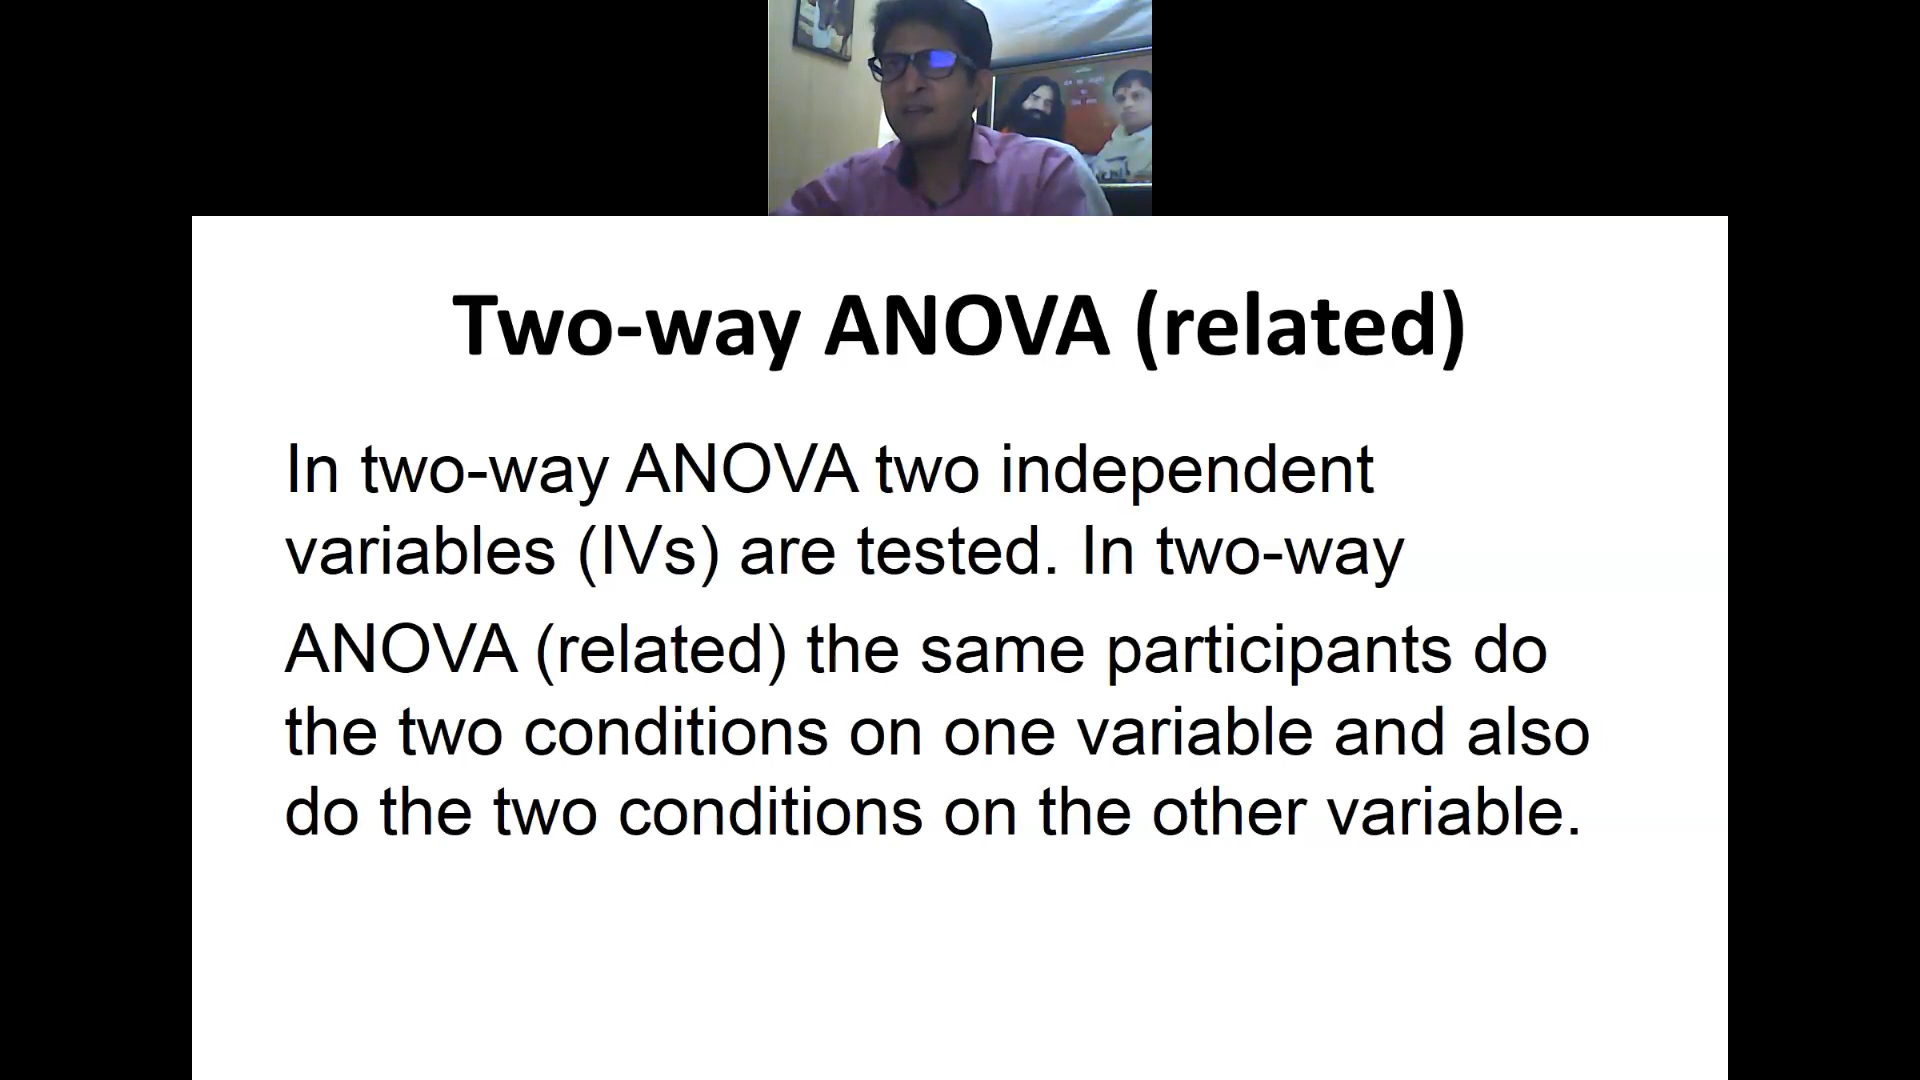 Two-way ANOVA (related)
In two-way ANOVA two independent
variables (IVs) are tested. In two-way
ANOVA (related) the same participants do
the two conditions on one variable and also
do the two conditions on the other variable.